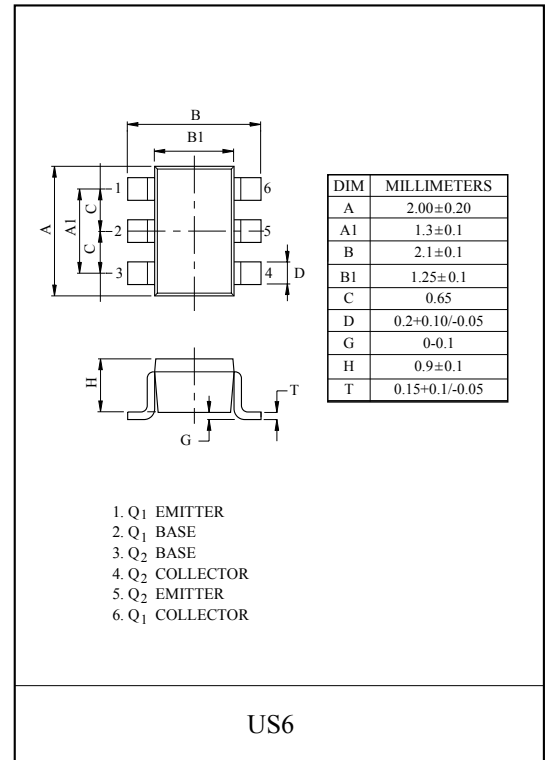 B
B1
1 6
A A1 C 2 5
C
3 4 D
DIM MILLIMETERS
A 2.00±0.20
A1 1.3±0.1
B 2.1±0.1
B1 1.25±0.1
C 0.65
D 0.2+0.10/-0.05
G 0-0.1
H 0.9±0.1
T 0.15+0.1/-0.05
H T
G
1. Q1 EMITTER
2. Q1 BASE
3. Q2 BASE
4. Q2 COLLECTOR
5. Q2 EMITTER
6. Q1 COLLECTOR
US6